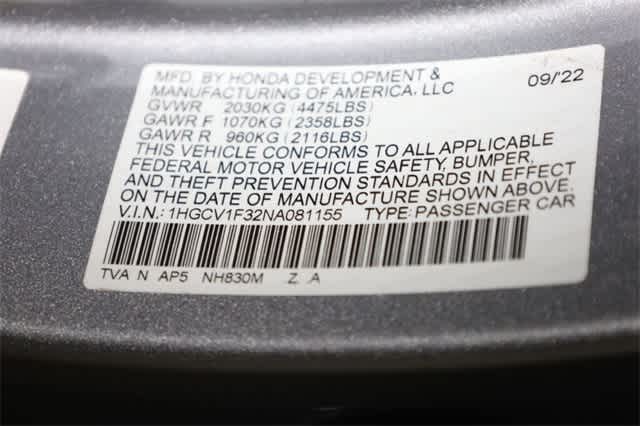 MFD. BY HONDA DEVELOPMENT &
MANUFACTURING OF AMERICA, LLC 09/'22
GVWR 2030KG (4475LBS)
GAWR F 1070KG (2358LBS)
GAWR R 960KG (2116LBS)
THIS VEHICLE CONFORMS TO ALL APPLICABLE
FEDERAL MOTOR VEHICLE SAFETY, BUMPER,
AND THEFT PREVENTION STANDARDS IN EFFECT
ON THE DATE OF MANUFACTURE SHOWN ABOVE.
V.I.N.: 1HGCV1F32NA081155 TYPE: PASSENGER CAR
TVA N AP5 NH830M Z A